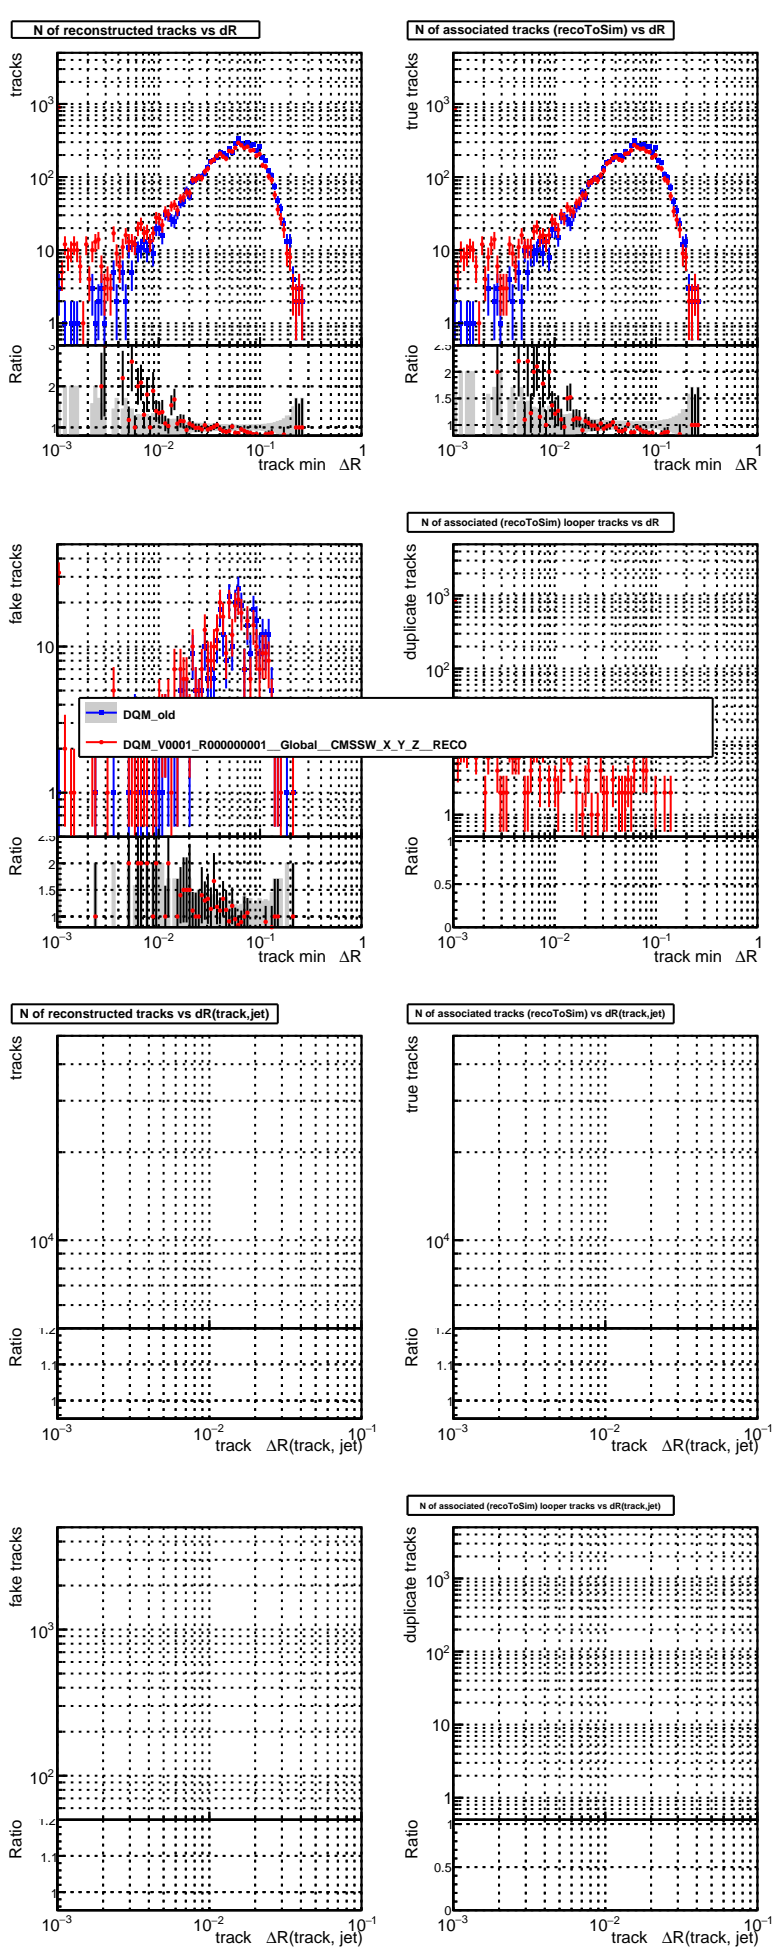 N of reconstructed tracks vs dR
N of associated tracks (recoToSim) vs dR
tracks
10³
10²
10
1
Ratio
3
2
1
10⁻³ 10⁻² 10⁻¹ 1
track min ΔR
true tracks
10³
10²
10
1
Ratio
2.5
2
1.5
1
10⁻³ 10⁻² 10⁻¹ 1
track min ΔR
N of associated (recoToSim) looper tracks vs dR
fake tracks
10
1
Ratio
2.5
2
1.5
1
10⁻³ 10⁻² 10⁻¹ 1
track min ΔR
duplicate tracks
10³
10²
1
Ratio
1
0.5
0
10⁻³ 10⁻² 10⁻¹ 1
track min ΔR
DQM_old
DQM_V0001_R000000001__Global__CMSSW_X_Y_Z__RECO
N of reconstructed tracks vs dR(track,jet)
N of associated tracks (recoToSim) vs dR(track,jet)
tracks
10⁴
Ratio
1.2
1.1
1
10⁻³ 10⁻² 10⁻¹
track ΔR(track, jet)
true tracks
10⁴
Ratio
1.2
1.1
1
10⁻³ 10⁻² 10⁻¹
track ΔR(track, jet)
N of associated (recoToSim) looper tracks vs dR(track,jet)
fake tracks
10³
10²
Ratio
1.2
1.1
1
10⁻³ 10⁻² 10⁻¹
track ΔR(track, jet)
duplicate tracks
10³
10²
10
1
Ratio
1
0.5
0
10⁻³ 10⁻² 10⁻¹
track ΔR(track, jet)